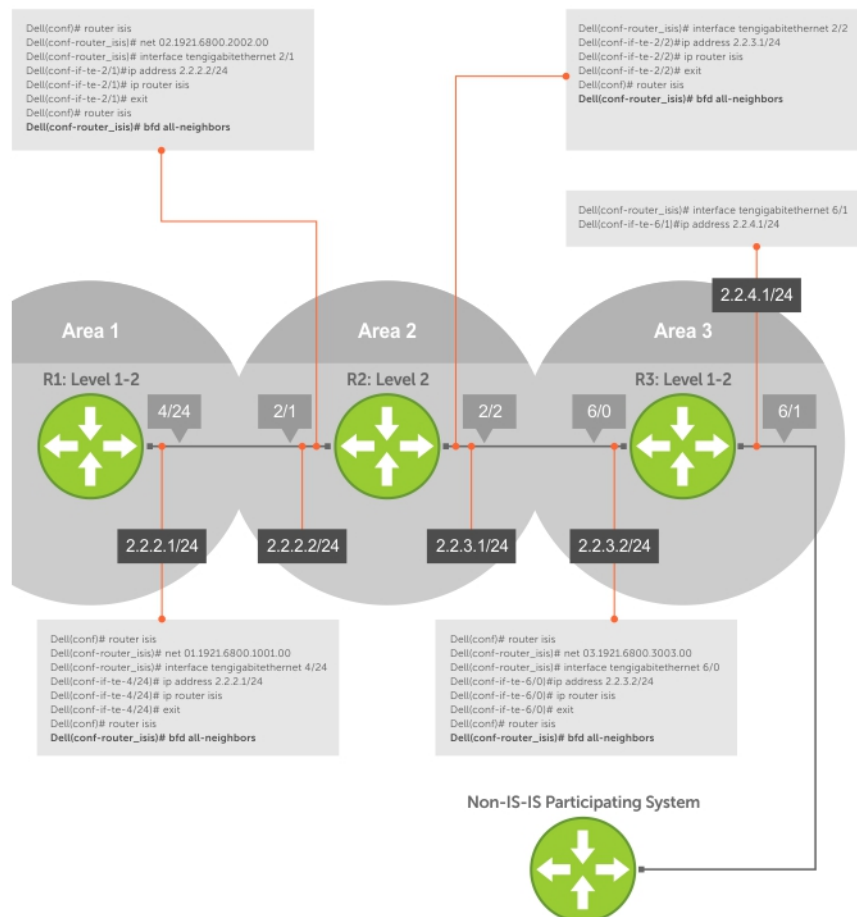 Dell(conf)# router isis
Dell(conf-router_isis)# net 02.1921.6800.2002.00
Dell(conf-router_isis)# interface tengigabitethernet 2/1
Dell(conf-if-te-2/1)#ip address 2.2.2.2/24
Dell(conf-if-te-2/1)# ip router isis
Dell(conf-if-te-2/1)# exit
Dell(conf)# router isis
Dell(conf-router_isis)# bfd all-neighbors
Dell(conf-router_isis)# interface tengigabitethernet 2/2
Dell(conf-if-te-2/2)#ip address 2.2.3.1/24
Dell(conf-if-te-2/2)# ip router isis
Dell(conf-if-te-2/2)# exit
Dell(conf)# router isis
Dell(conf-router_isis)# bfd all-neighbors
Dell(conf-router_isis)# interface tengigabitethernet 6/1
Dell(conf-if-te-6/1)#ip address 2.2.4.1/24
2.2.4.1/24
Area 1
Area 2
Area 3
R1: Level 1-2
R2: Level 2
R3: Level 1-2
4/24
2/1
2/2
6/0
6/1
2.2.2.1/24
2.2.2.2/24
2.2.3.1/24
2.2.3.2/24
Dell(conf)# router isis
Dell(conf-router_isis)# net 01.1921.6800.1001.00
Dell(conf-router_isis)# interface tengigabitethernet 4/24
Dell(conf-if-te-4/24)# ip address 2.2.2.1/24
Dell(conf-if-te-4/24)# ip router isis
Dell(conf-if-te-4/24)# exit
Dell(conf)# router isis
Dell(conf-router_isis)# bfd all-neighbors
Dell(conf)# router isis
Dell(conf-router_isis)# net 03.1921.6800.3003.00
Dell(conf-router_isis)# interface tengigabitethernet 6/0
Dell(conf-if-te-6/0)#ip address 2.2.3.2/24
Dell(conf-if-te-6/0)# ip router isis
Dell(conf-if-te-6/0)# exit
Dell(conf)# router isis
Dell(conf-router_isis)# bfd all-neighbors
Non-IS-IS Participating System